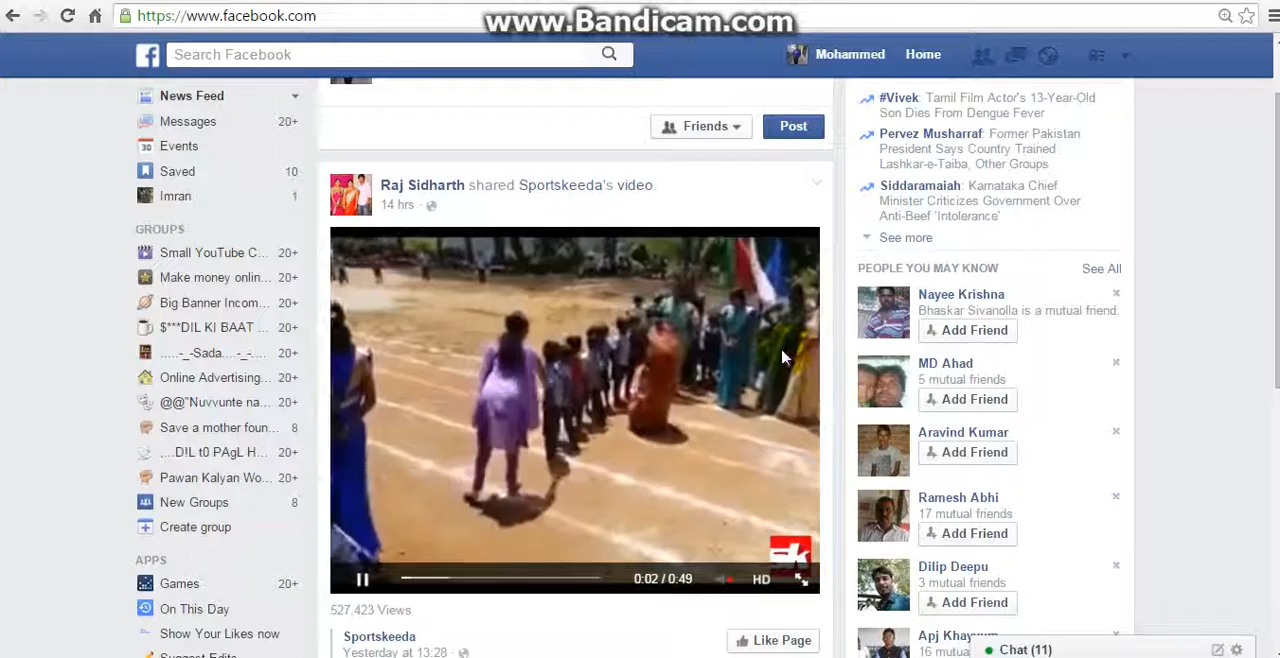 https://www.facebook.com
www.Bandicam.com
Search Facebook
Mohammed Home
News Feed
Messages 20+
30 Events
Saved 10
Imran 1
GROUPS
Small YouTube C... 20+
Make money onlin... 20+
Big Banner Incom... 20+
$***DIL KI BAAT ... 20+
.....-_-Sada....-_-.... 20+
Online Advertising... 20+
@@"Nuvvunte na... 20+
Save a mother foun... 8
....DIL t0 PAgL H... 20+
Pawan Kalyan Wo... 20+
New Groups 8
Create group
APPS
Games 20+
On This Day
Show Your Likes now
Suggest Edits
Friends Post
Raj Sidharth shared Sportskeeda's video.
14 hrs ·
sk
0:02 / 0:49 HD
527,423 Views
Sportskeeda
Yesterday at 13:28 ·
Like Page
#Vivek: Tamil Film Actor's 13-Year-Old
Son Dies From Dengue Fever
Pervez Musharraf: Former Pakistan
President Says Country Trained
Lashkar-e-Taiba, Other Groups
Siddaramaiah: Karnataka Chief
Minister Criticizes Government Over
Anti-Beef 'Intolerance'
See more
PEOPLE YOU MAY KNOW See All
Nayee Krishna
Bhaskar Sivanolla is a mutual friend.
Add Friend
MD Ahad
5 mutual friends
Add Friend
Aravind Kumar
Add Friend
Ramesh Abhi
17 mutual friends
Add Friend
Dilip Deepu
3 mutual friends
Add Friend
Apj Khayyum
16 mutual
Chat (11)